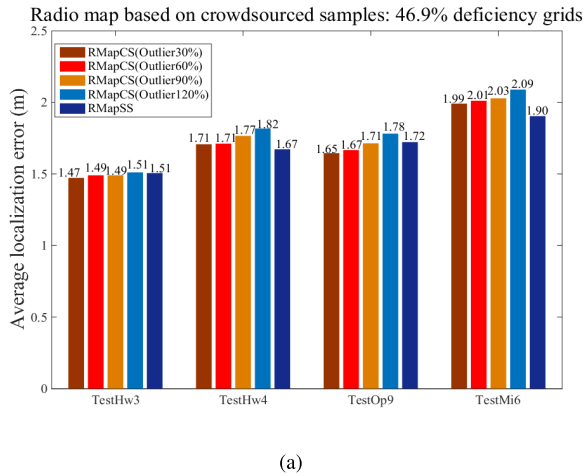 Radio map based on crowdsourced samples: 46.9% deficiency grids
Average localization error (m)
2.5
2
1.5
1
0.5
0
RMapCS(Outlier30%)
RMapCS(Outlier60%)
RMapCS(Outlier90%)
RMapCS(Outlier120%)
RMapSS
1.47 1.49 1.49 1.51 1.51
1.71 1.71 1.77 1.82 1.67
1.65 1.67 1.71 1.78 1.72
1.99 2.01 2.03 2.09 1.90
TestHw3 TestHw4 TestOp9 TestMi6
(a)